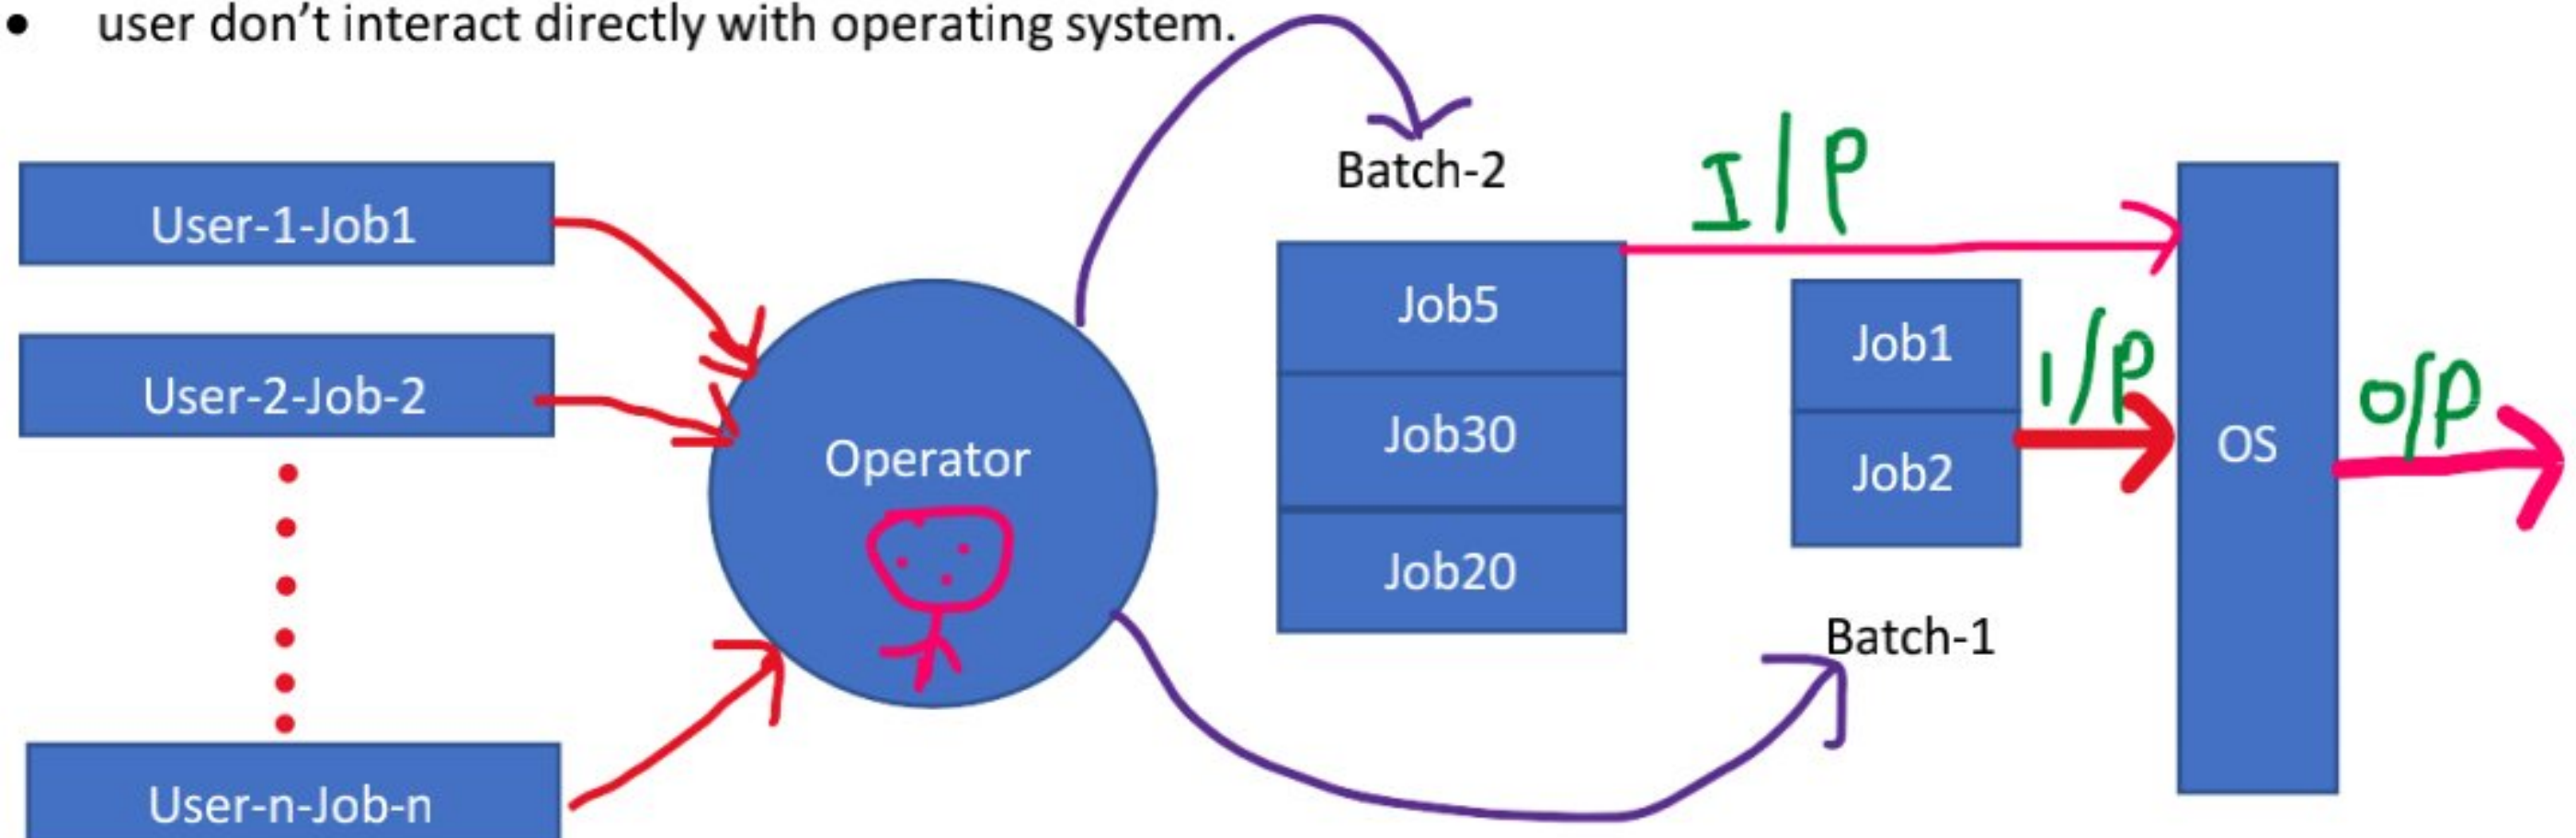 • user don’t interact directly with operating system.
Batch-2
I/P
User-1-Job1
Job5
Job1
I/P
User-2-Job-2
O/P
Operator
Job30
Job2
OS
Job20
Batch-1
User-n-Job-n